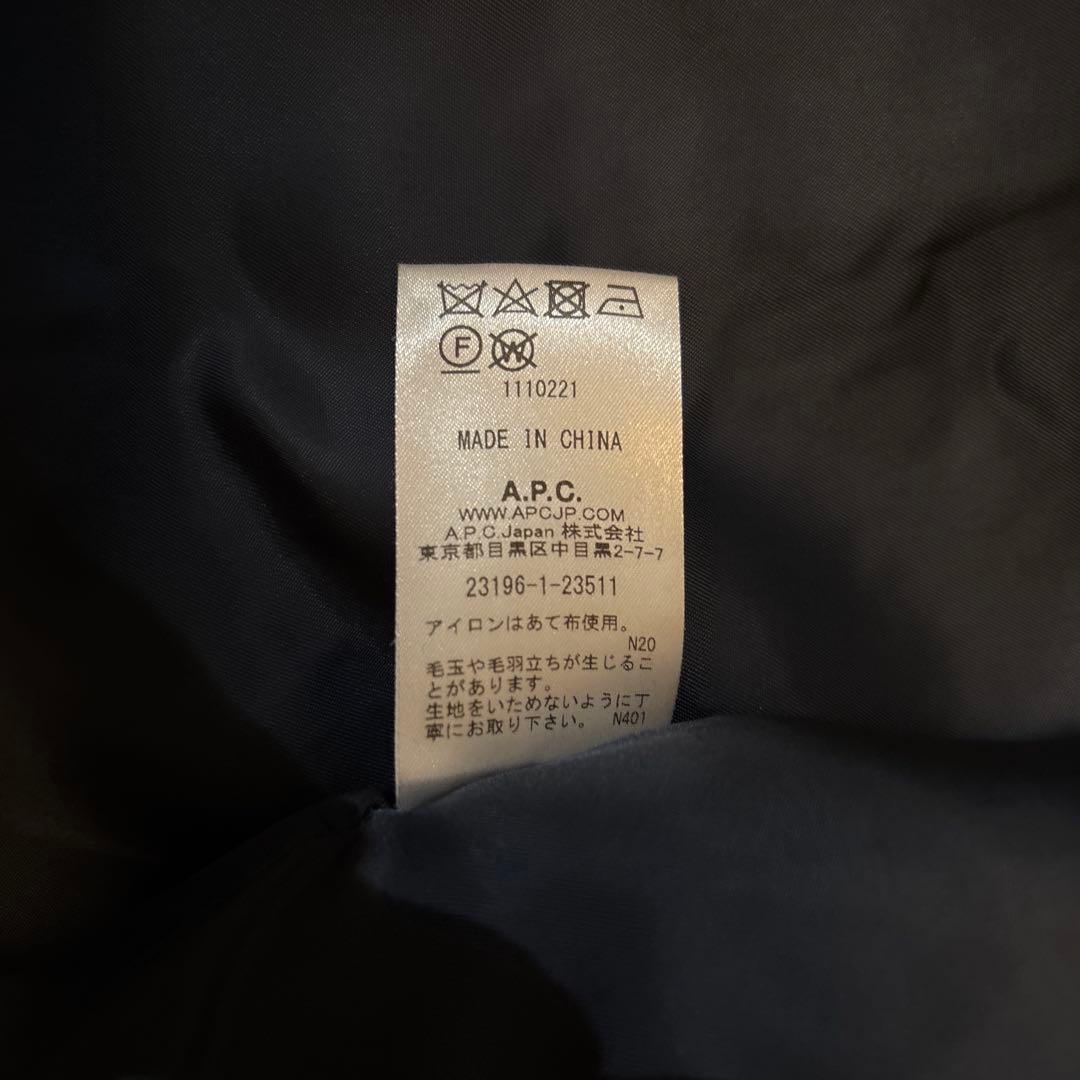 F W
1110221
MADE IN CHINA
A.P.C.
WWW.APCJP.COM
A.P.C.Japan 株式会社
東京都目黒区中目黒2-7-7
23196-1-23511
アイロンはあて布使用。
N20
毛玉や毛羽立ちが生じるこ
とがあります。
生地をいためないように丁
寧にお取り下さい。 N401